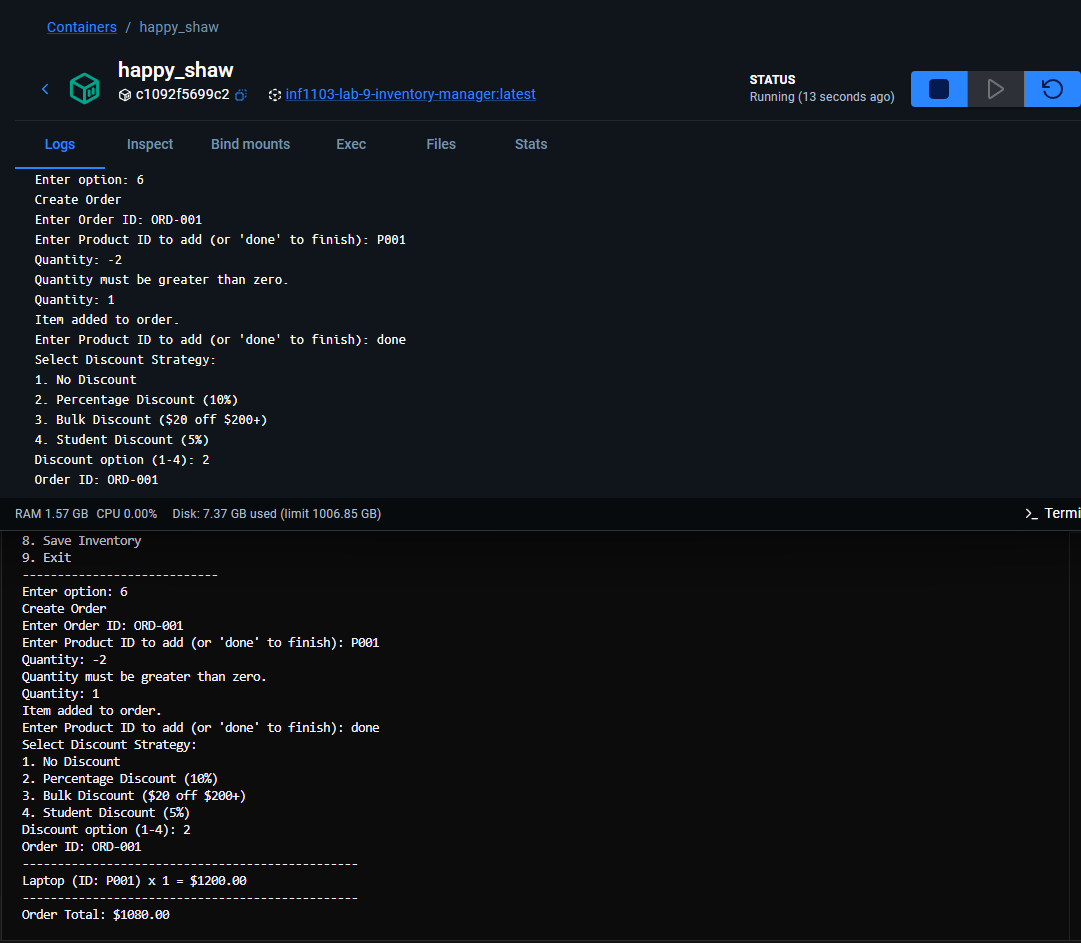 Containers / happy_shaw
happy_shaw
c1092f5699c2 inf1103-lab-9-inventory-manager:latest
STATUS
Running (13 seconds ago)
Logs Inspect Bind mounts Exec Files Stats
Enter option: 6
Create Order
Enter Order ID: ORD-001
Enter Product ID to add (or 'done' to finish): P001
Quantity: -2
Quantity must be greater than zero.
Quantity: 1
Item added to order.
Enter Product ID to add (or 'done' to finish): done
Select Discount Strategy:
1. No Discount
2. Percentage Discount (10%)
3. Bulk Discount ($20 off $200+)
4. Student Discount (5%)
Discount option (1-4): 2
Order ID: ORD-001
RAM 1.57 GB CPU 0.00% Disk: 7.37 GB used (limit 1006.85 GB) >_ Termi
8. Save Inventory
9. Exit
----------------------------
Enter option: 6
Create Order
Enter Order ID: ORD-001
Enter Product ID to add (or 'done' to finish): P001
Quantity: -2
Quantity must be greater than zero.
Quantity: 1
Item added to order.
Enter Product ID to add (or 'done' to finish): done
Select Discount Strategy:
1. No Discount
2. Percentage Discount (10%)
3. Bulk Discount ($20 off $200+)
4. Student Discount (5%)
Discount option (1-4): 2
Order ID: ORD-001
------------------------------------------------
Laptop (ID: P001) x 1 = $1200.00
------------------------------------------------
Order Total: $1080.00